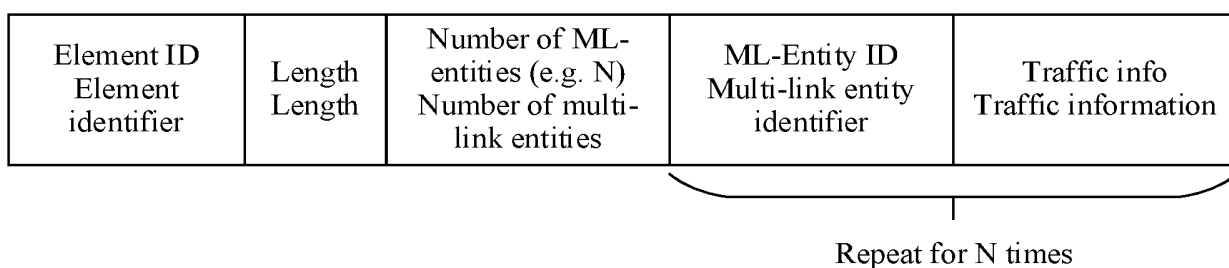 Element ID
Element
identifier
Length
Length
Number of ML-
entities (e.g. N)
Number of multi-
link entities
ML-Entity ID
Multi-link entity
identifier
Traffic info
Traffic information
Repeat for N times